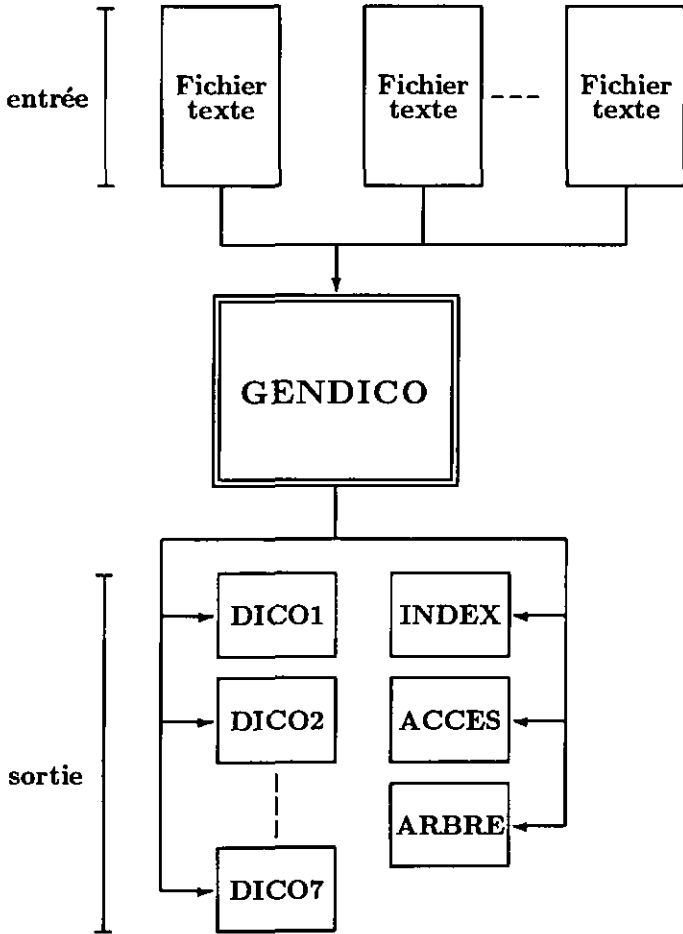 entrée
Fichier
texte
Fichier
texte
Fichier
texte
GENDICO
sortie
DICO1
INDEX
DICO2
ACCES
ARBRE
DICO7